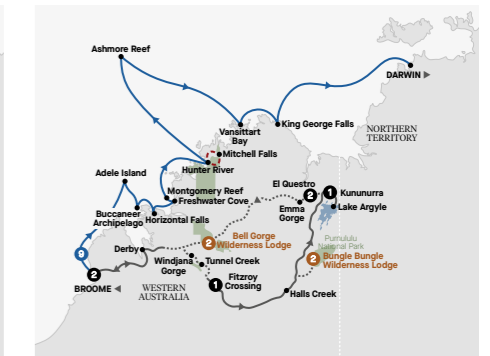 Ashmore Reef
DARWIN
Vansittart
Bay
King George Falls
NORTHERN
TERRITORY
Mitchell Falls
Hunter River
Adele Island
El Questro
2
1
Kununurra
Montgomery Reef
Freshwater Cove
Lake Argyle
Emma
Gorge
Buccaneer
Archipelago
Horizontal Falls
2
Bell Gorge
Wilderness Lodge
Purnululu
National Park
Derby
9
2
Bungle Bungle
Wilderness Lodge
Windjana
Gorge
Tunnel Creek
2
BROOME
WESTERN
AUSTRALIA
1
Fitzroy
Crossing
Halls Creek